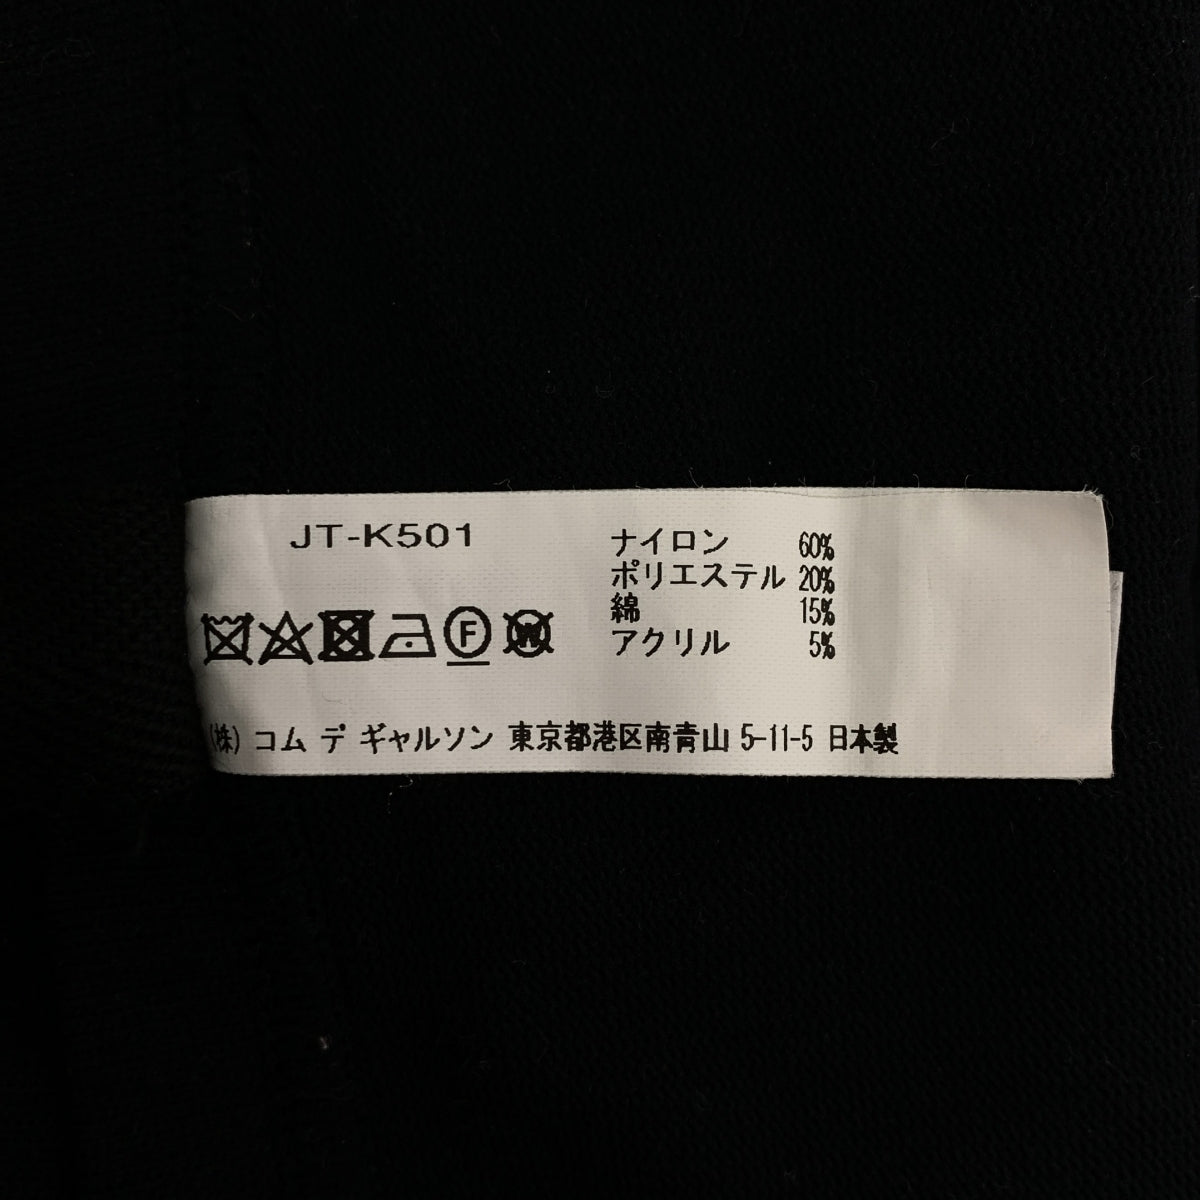 JT-K501
ナイロン 60%
ポリエステル 20%
綿 15%
アクリル 5%
F W
(株) コム デ ギャルソン 東京都港区南青山 5-11-5 日本製